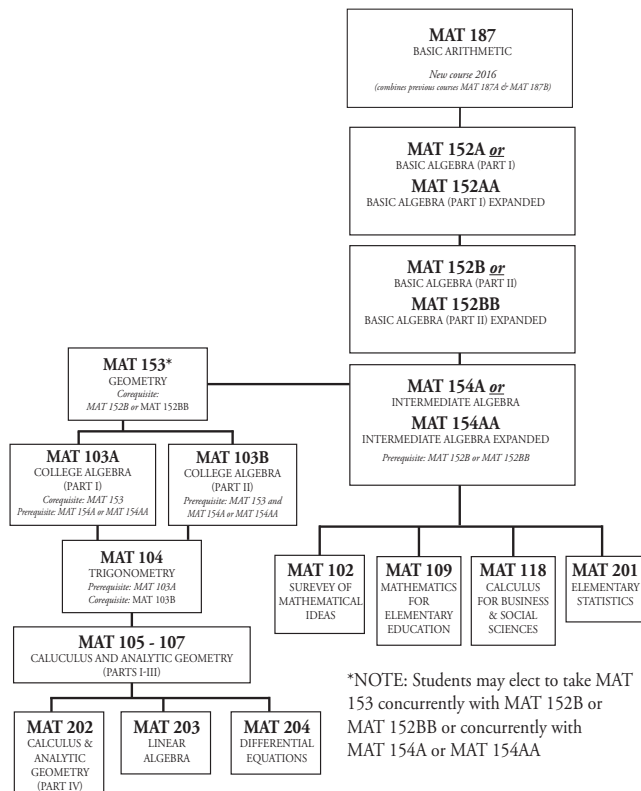 MAT 187
BASIC ARITHMETIC
New course 2016
(combines previous courses MAT 187A & MAT 187B)
MAT 152A or
BASIC ALGEBRA (PART I)
MAT 152AA
BASIC ALGEBRA (PART I) EXPANDED
MAT 152B or
BASIC ALGEBRA (PART II)
MAT 152BB
BASIC ALGEBRA (PART II) EXPANDED
MAT 153*
GEOMETRY
Corequisite:
MAT 152B or MAT 152BB
MAT 154A or
INTERMEDIATE ALGEBRA
MAT 154AA
INTERMEDIATE ALGEBRA EXPANDED
Prerequisite: MAT 152B or MAT 152BB
MAT 103A
COLLEGE ALGEBRA
(PART I)
Corequisite: MAT 153
Prerequisite: MAT 154A or MAT 154AA
MAT 103B
COLLEGE ALGEBRA
(PART II)
Prerequisite: MAT 153 and
MAT 154A or MAT 154AA
MAT 104
TRIGONOMETRY
Prerequisite: MAT 103A
Corequisite: MAT 103B
MAT 102
SUREVEY OF
MATHEMATICAL
IDEAS
MAT 109
MATHEMATICS
FOR
ELEMENTARY
EDUCATION
MAT 118
CALCULUS
FOR BUSINESS
& SOCIAL
SCIENCES
MAT 201
ELEMENTARY
STATISTICS
MAT 105 - 107
CALUCULUS AND ANALYTIC GEOMETRY
(PARTS I-III)
MAT 202
CALCULUS &
ANALYTIC
GEOMETRY
(PART IV)
MAT 203
LINEAR
ALGEBRA
MAT 204
DIFFERENTIAL
EQUATIONS
*NOTE: Students may elect to take MAT
153 concurrently with MAT 152B or
MAT 152BB or concurrently with
MAT 154A or MAT 154AA